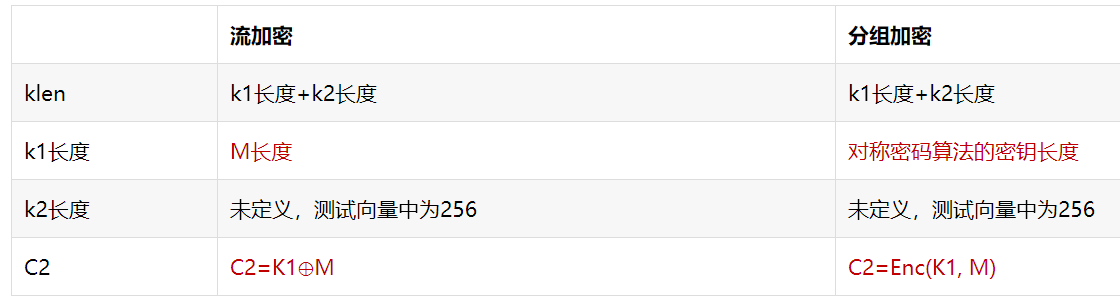 流加密 分组加密
klen k1长度+k2长度 k1长度+k2长度
k1长度 M长度 对称密码算法的密钥长度
k2长度 未定义，测试向量中为256 未定义，测试向量中为256
C2 C2=K1⊕M C2=Enc(K1, M)